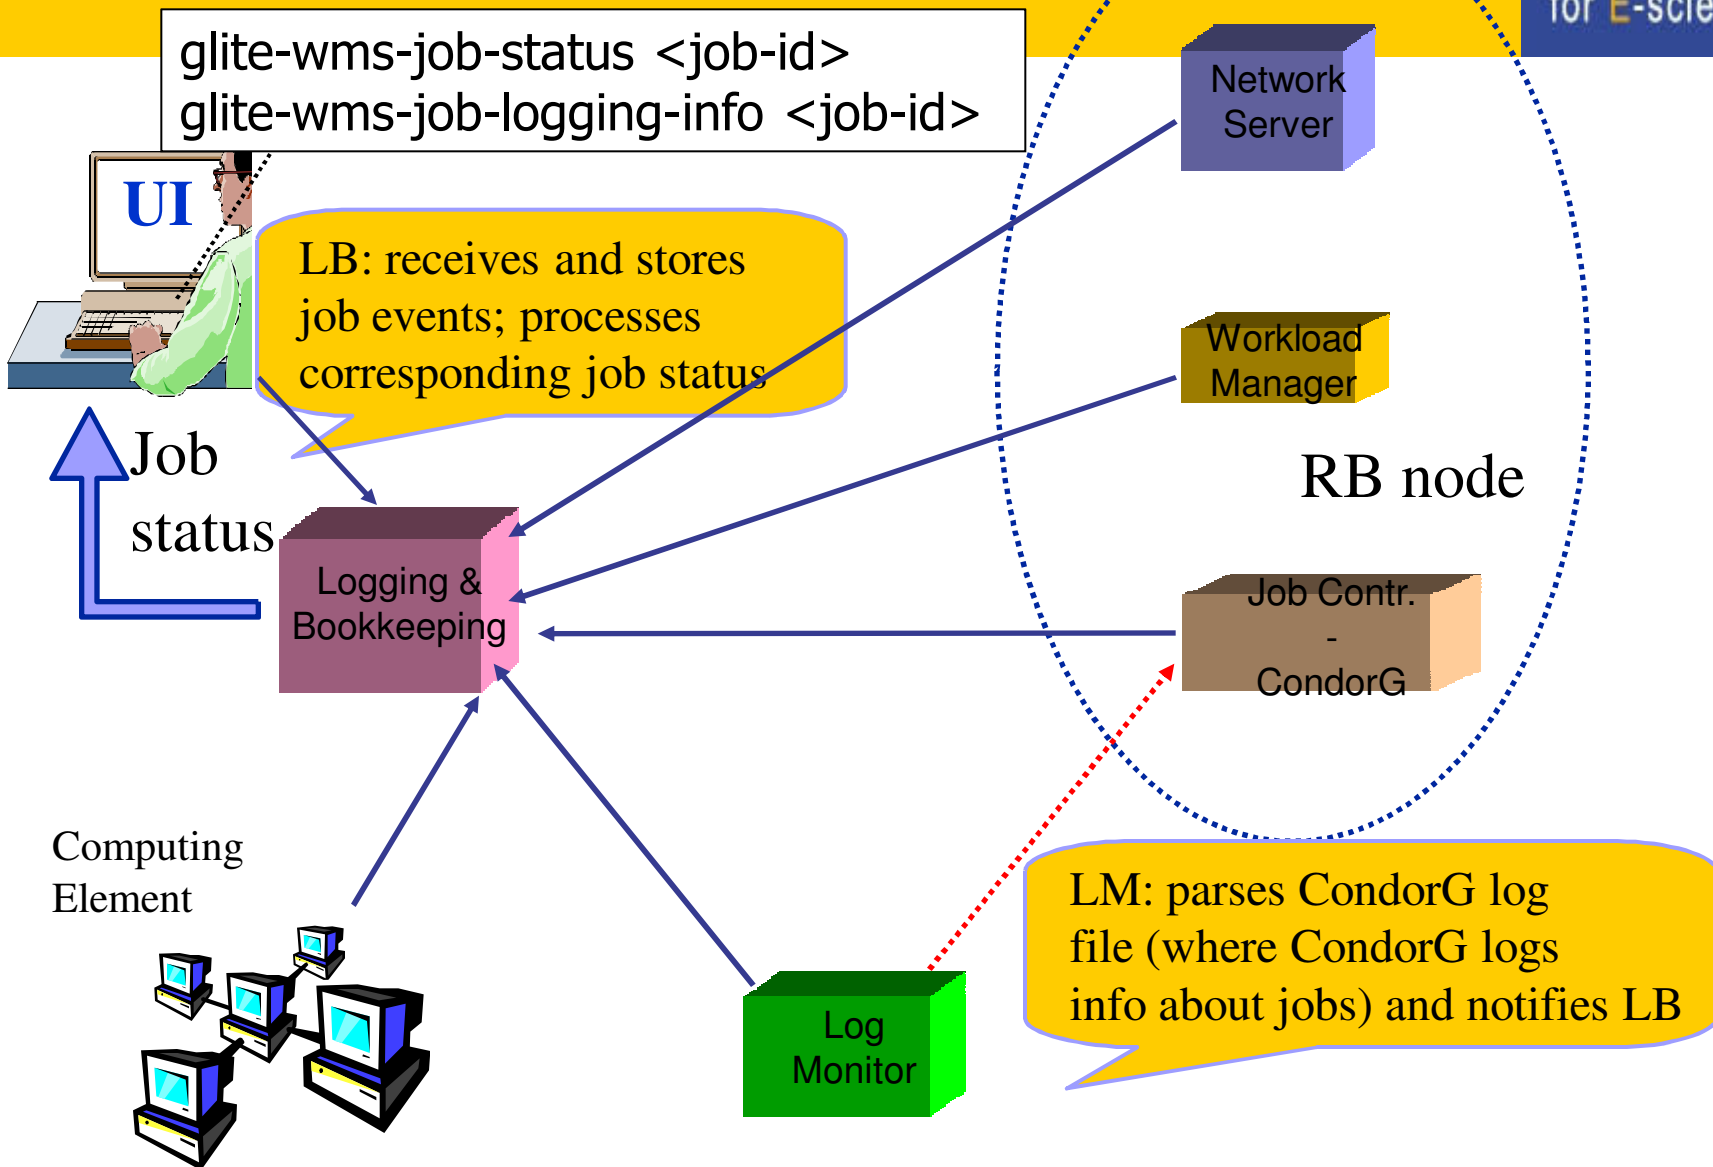 for E-scie
glite-wms-job-status <job-id>
glite-wms-job-logging-info <job-id>
Network
Server
UI
LB: receives and stores
job events; processes
corresponding job status
Workload
Manager
Job
status
RB node
Logging &
Bookkeeping
Job Contr.
-
CondorG
Computing
Element
LM: parses CondorG log
file (where CondorG logs
info about jobs) and notifies LB
Log
Monitor